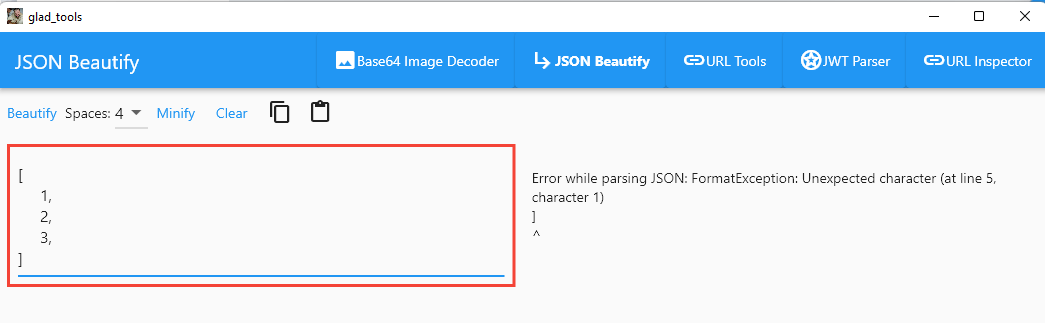 glad_tools
JSON Beautify
Base64 Image Decoder
JSON Beautify
URL Tools
JWT Parser
URL Inspector
Beautify Spaces: 4 Minify Clear
[
1,
2,
3,
]
Error while parsing JSON: FormatException: Unexpected character (at line 5,
character 1)
]
^